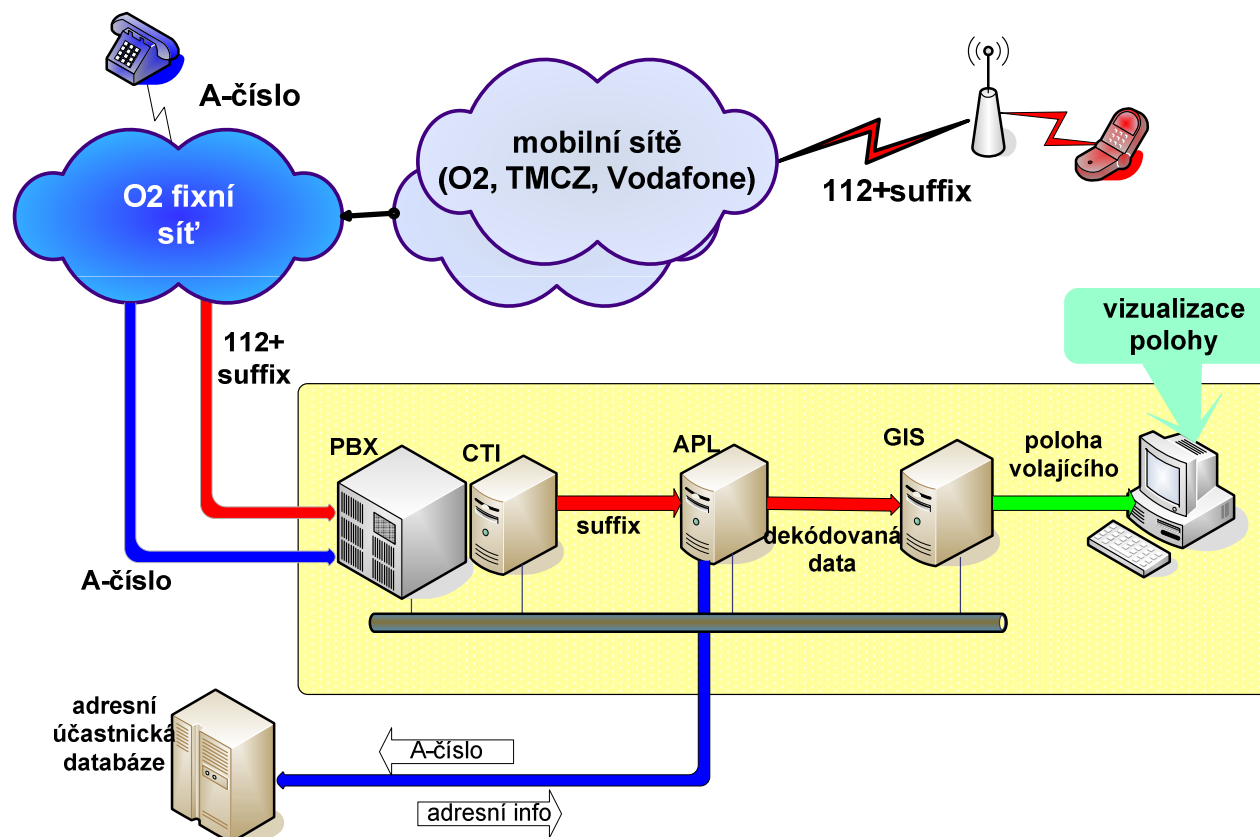 A-číslo
O2 fixní
síť
mobilní sítě
(O2, TMCZ, Vodafone)
112+suffix
112+
suffix
A-číslo
vizualizace
polohy
PBX
CTI
APL
GIS
suffix
dekódovaná
data
poloha
volajícího
adresní
účastnická
databáze
A-číslo
adresní info